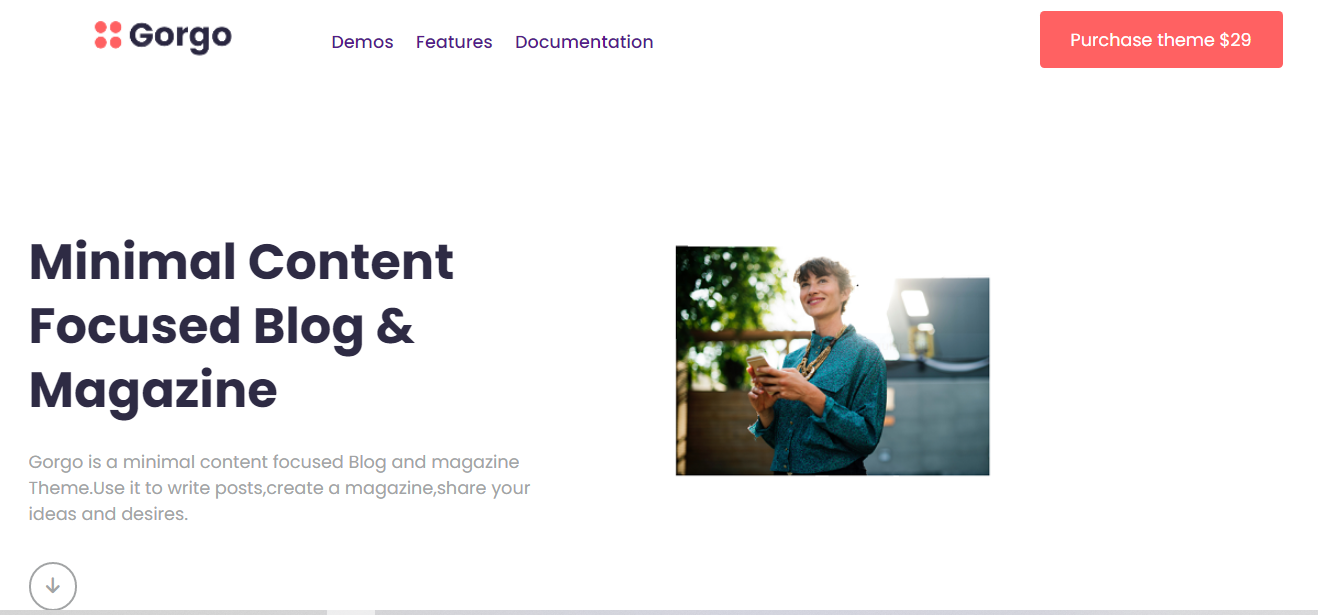 Gorgo
Demos Features Documentation
Purchase theme $29
Minimal Content
Focused Blog &
Magazine
Gorgo is a minimal content focused Blog and magazine
Theme.Use it to write posts,create a magazine,share your
ideas and desires.